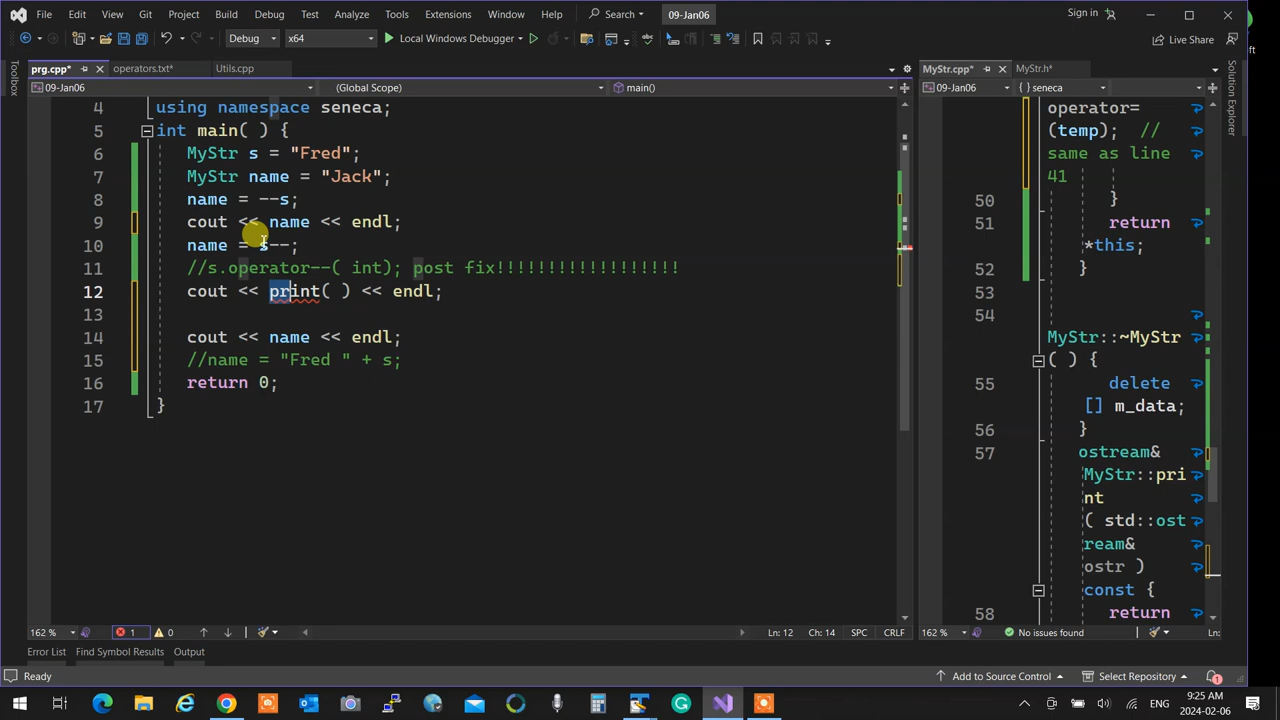 File Edit View Git Project Build Debug Test Analyze Tools Extensions Window Help Search 09-Jan06 Sign in
Debug x64 Local Windows Debugger Live Share
Toolbox
prg.cpp* operators.txt* Utils.cpp
09-Jan06 (Global Scope) main()
4 using namespace seneca;
5 int main( ) {
6 MyStr s = "Fred";
7 MyStr name = "Jack";
8 name = --s;
9 cout << name << endl;
10 name = s--;
11 //s.operator--( int); post fix!!!!!!!!!!!!!!!!!!
12 cout << print( ) << endl;
13
14 cout << name << endl;
15 //name = "Fred " + s;
16 return 0;
17 }
162 % 1 0 Ln: 12 Ch: 14 SPC CRLF
MyStr.cpp* MyStr.h*
09-Jan06 { } seneca
operator=
(temp); //
same as line
41
50 }
51 return
*this;
52 }
53
54
MyStr::~MyStr
( ) {
55 delete
[] m_data;
56 }
57 ostream&
MyStr::pri
nt
( std::ost
ream&
ostr )
const {
58 return
162 % No issues found Ln:
Solution Explorer
Error List Find Symbol Results Output
Ready Add to Source Control Select Repository 1
ENG 9:25 AM
2024-02-06